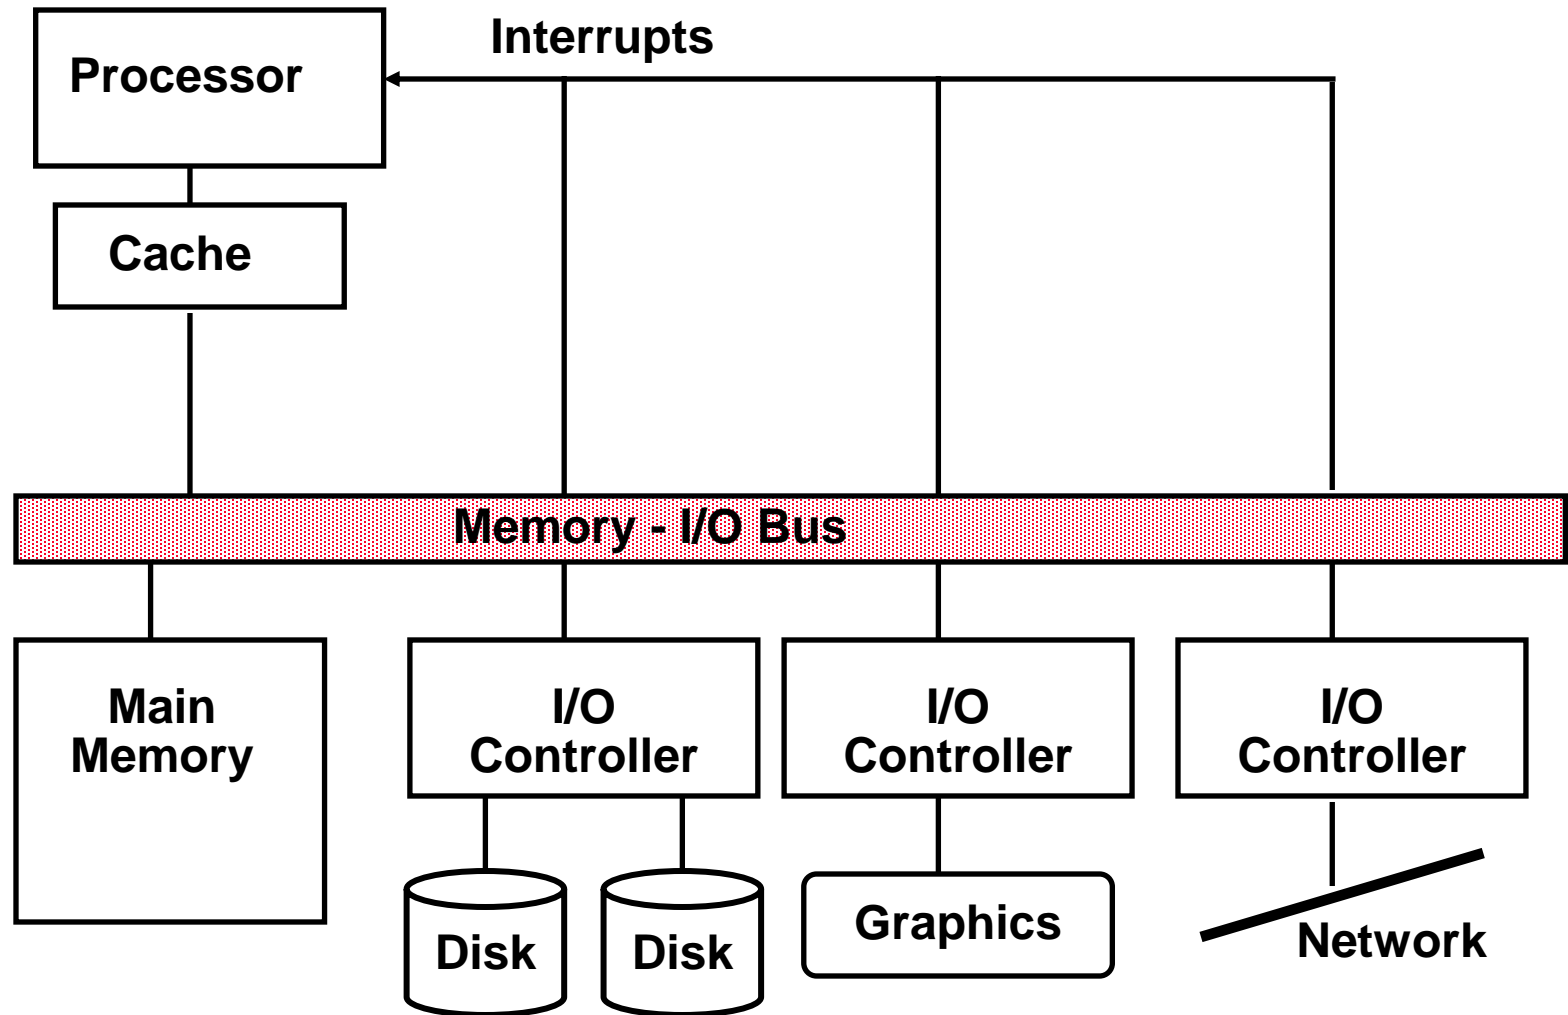 Interrupts
Processor
Cache
Memory - I/O Bus
Main
Memory
I/O
Controller
I/O
Controller
I/O
Controller
Disk
Disk
Graphics
Network